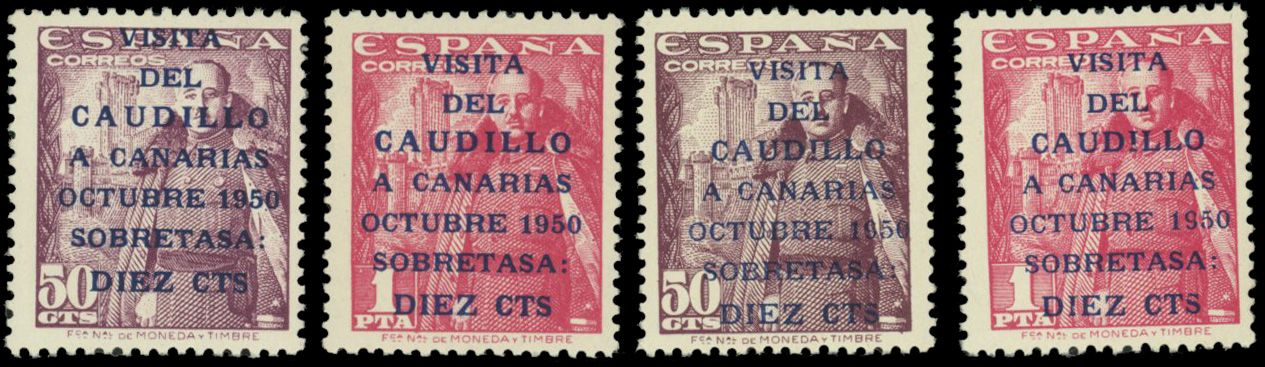 ESPAÑA
CORREOS
VISITA
DEL
CAUDILLO
A CANARIAS
OCTUBRE 1950
SOBRETASA:
DIEZ CTS
50
CTS
FCA NAL DE MONEDA Y TIMBRE
ESPAÑA
CORREOS
VISITA
DEL
CAUDILLO
A CANARIAS
OCTUBRE 1950
SOBRETASA:
DIEZ CTS
1
PTA
FCA NAL DE MONEDA Y TIMBRE
ESPAÑA
CORREOS
VISITA
DEL
CAUDILLO
A CANARIAS
OCTUBRE 1950
SOBRETASA:
DIEZ CTS
50
CTS
FCA NAL DE MONEDA Y TIMBRE
ESPAÑA
CORREOS
VISITA
DEL
CAUDILLO
A CANARIAS
OCTUBRE 1950
SOBRETASA:
DIEZ CTS
1
PTA
FCA NAL DE MONEDA Y TIMBRE